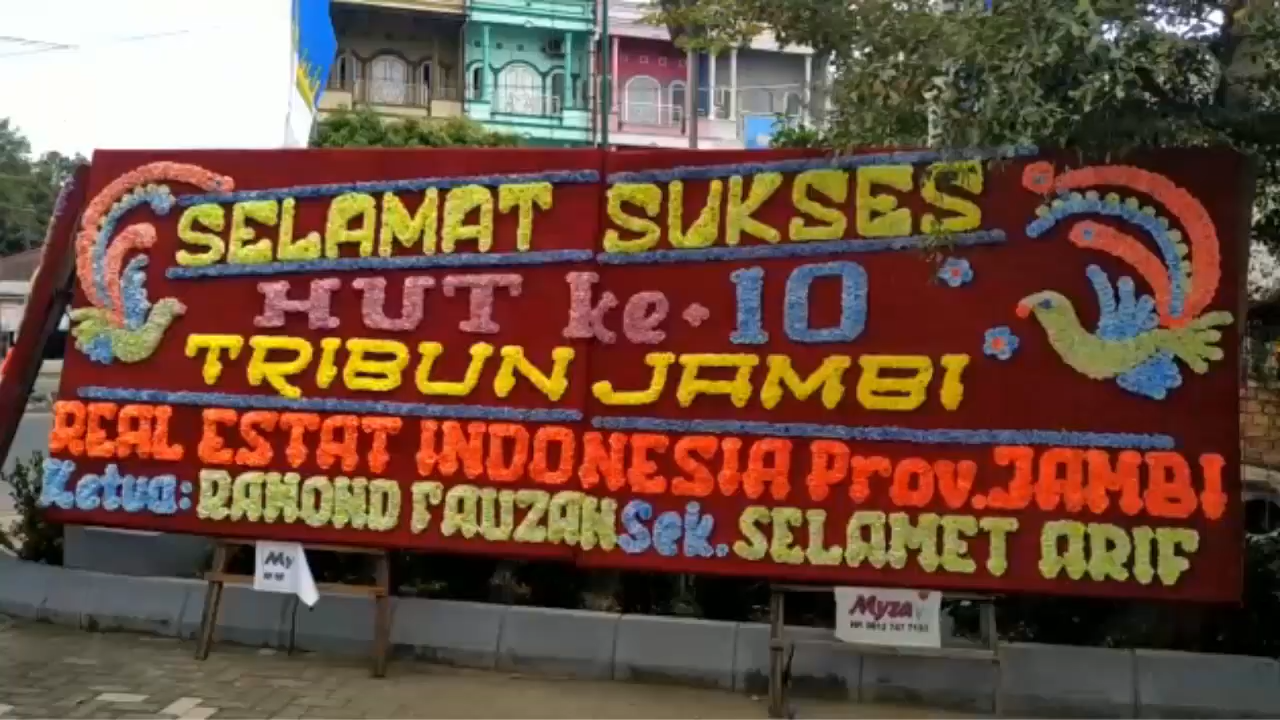 SELAMAT SUKSES
HUT ke-10
TRIBUN JAMBI
REAL ESTAT INDONESIA Prov. JAMBI
Ketua: RAMOND FAUZAN Sek. SELAMET ARIF
My
Myza